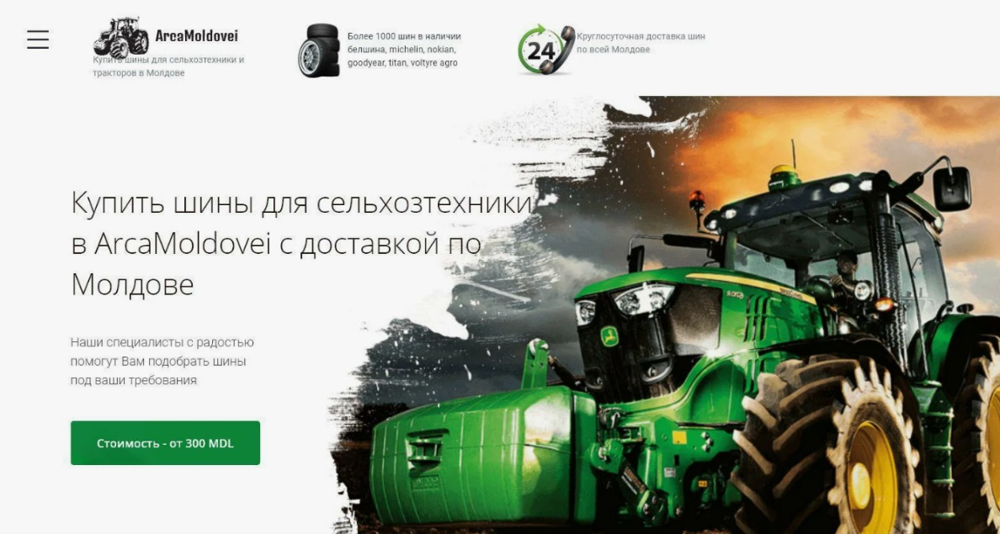 ArcaMoldovei
Купить шины для сельхозтехники и
тракторов в Молдове
Более 1000 шин в наличии
белшина, michelin, nokian,
goodyear, titan, voltyre agro
24
Круглосуточная доставка шин
по всей Молдове
Купить шины для сельхозтехники
в ArcaMoldovei с доставкой по
Молдове
Наши специалисты с радостью
помогут Вам подобрать шины
под ваши требования
Стоимость - от 300 MDL